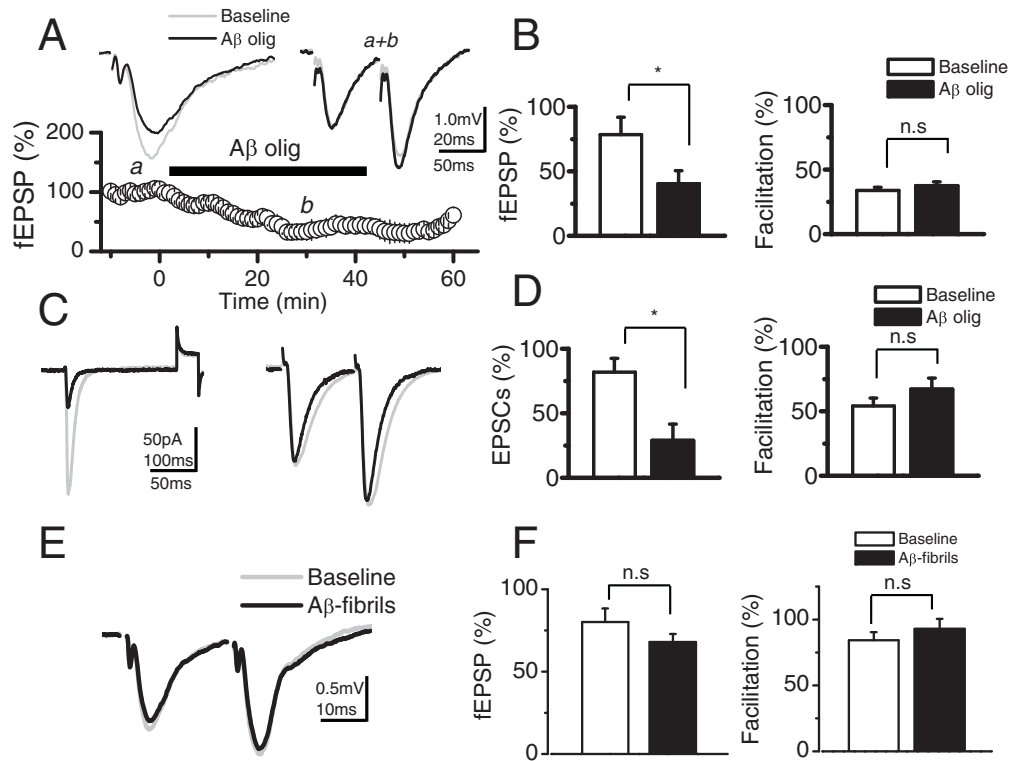 A
Baseline
Aβ olig
a+b
1.0mV
20ms
50ms
fEPSP (%)
200
100
0
a
Aβ olig
b
0
20
40
60
Time (min)
B
fEPSP (%)
100
50
0
*
Baseline
Aβ olig
Facilitation (%)
100
50
0
n.s
C
50pA
100ms
50ms
D
EPSCs (%)
100
50
0
*
Baseline
Aβ olig
Facilitation (%)
100
50
0
n.s
E
Baseline
Aβ-fibrils
0.5mV
10ms
F
fEPSP (%)
100
50
0
n.s
Baseline
Aβ-fibrils
Facilitation (%)
100
50
0
n.s